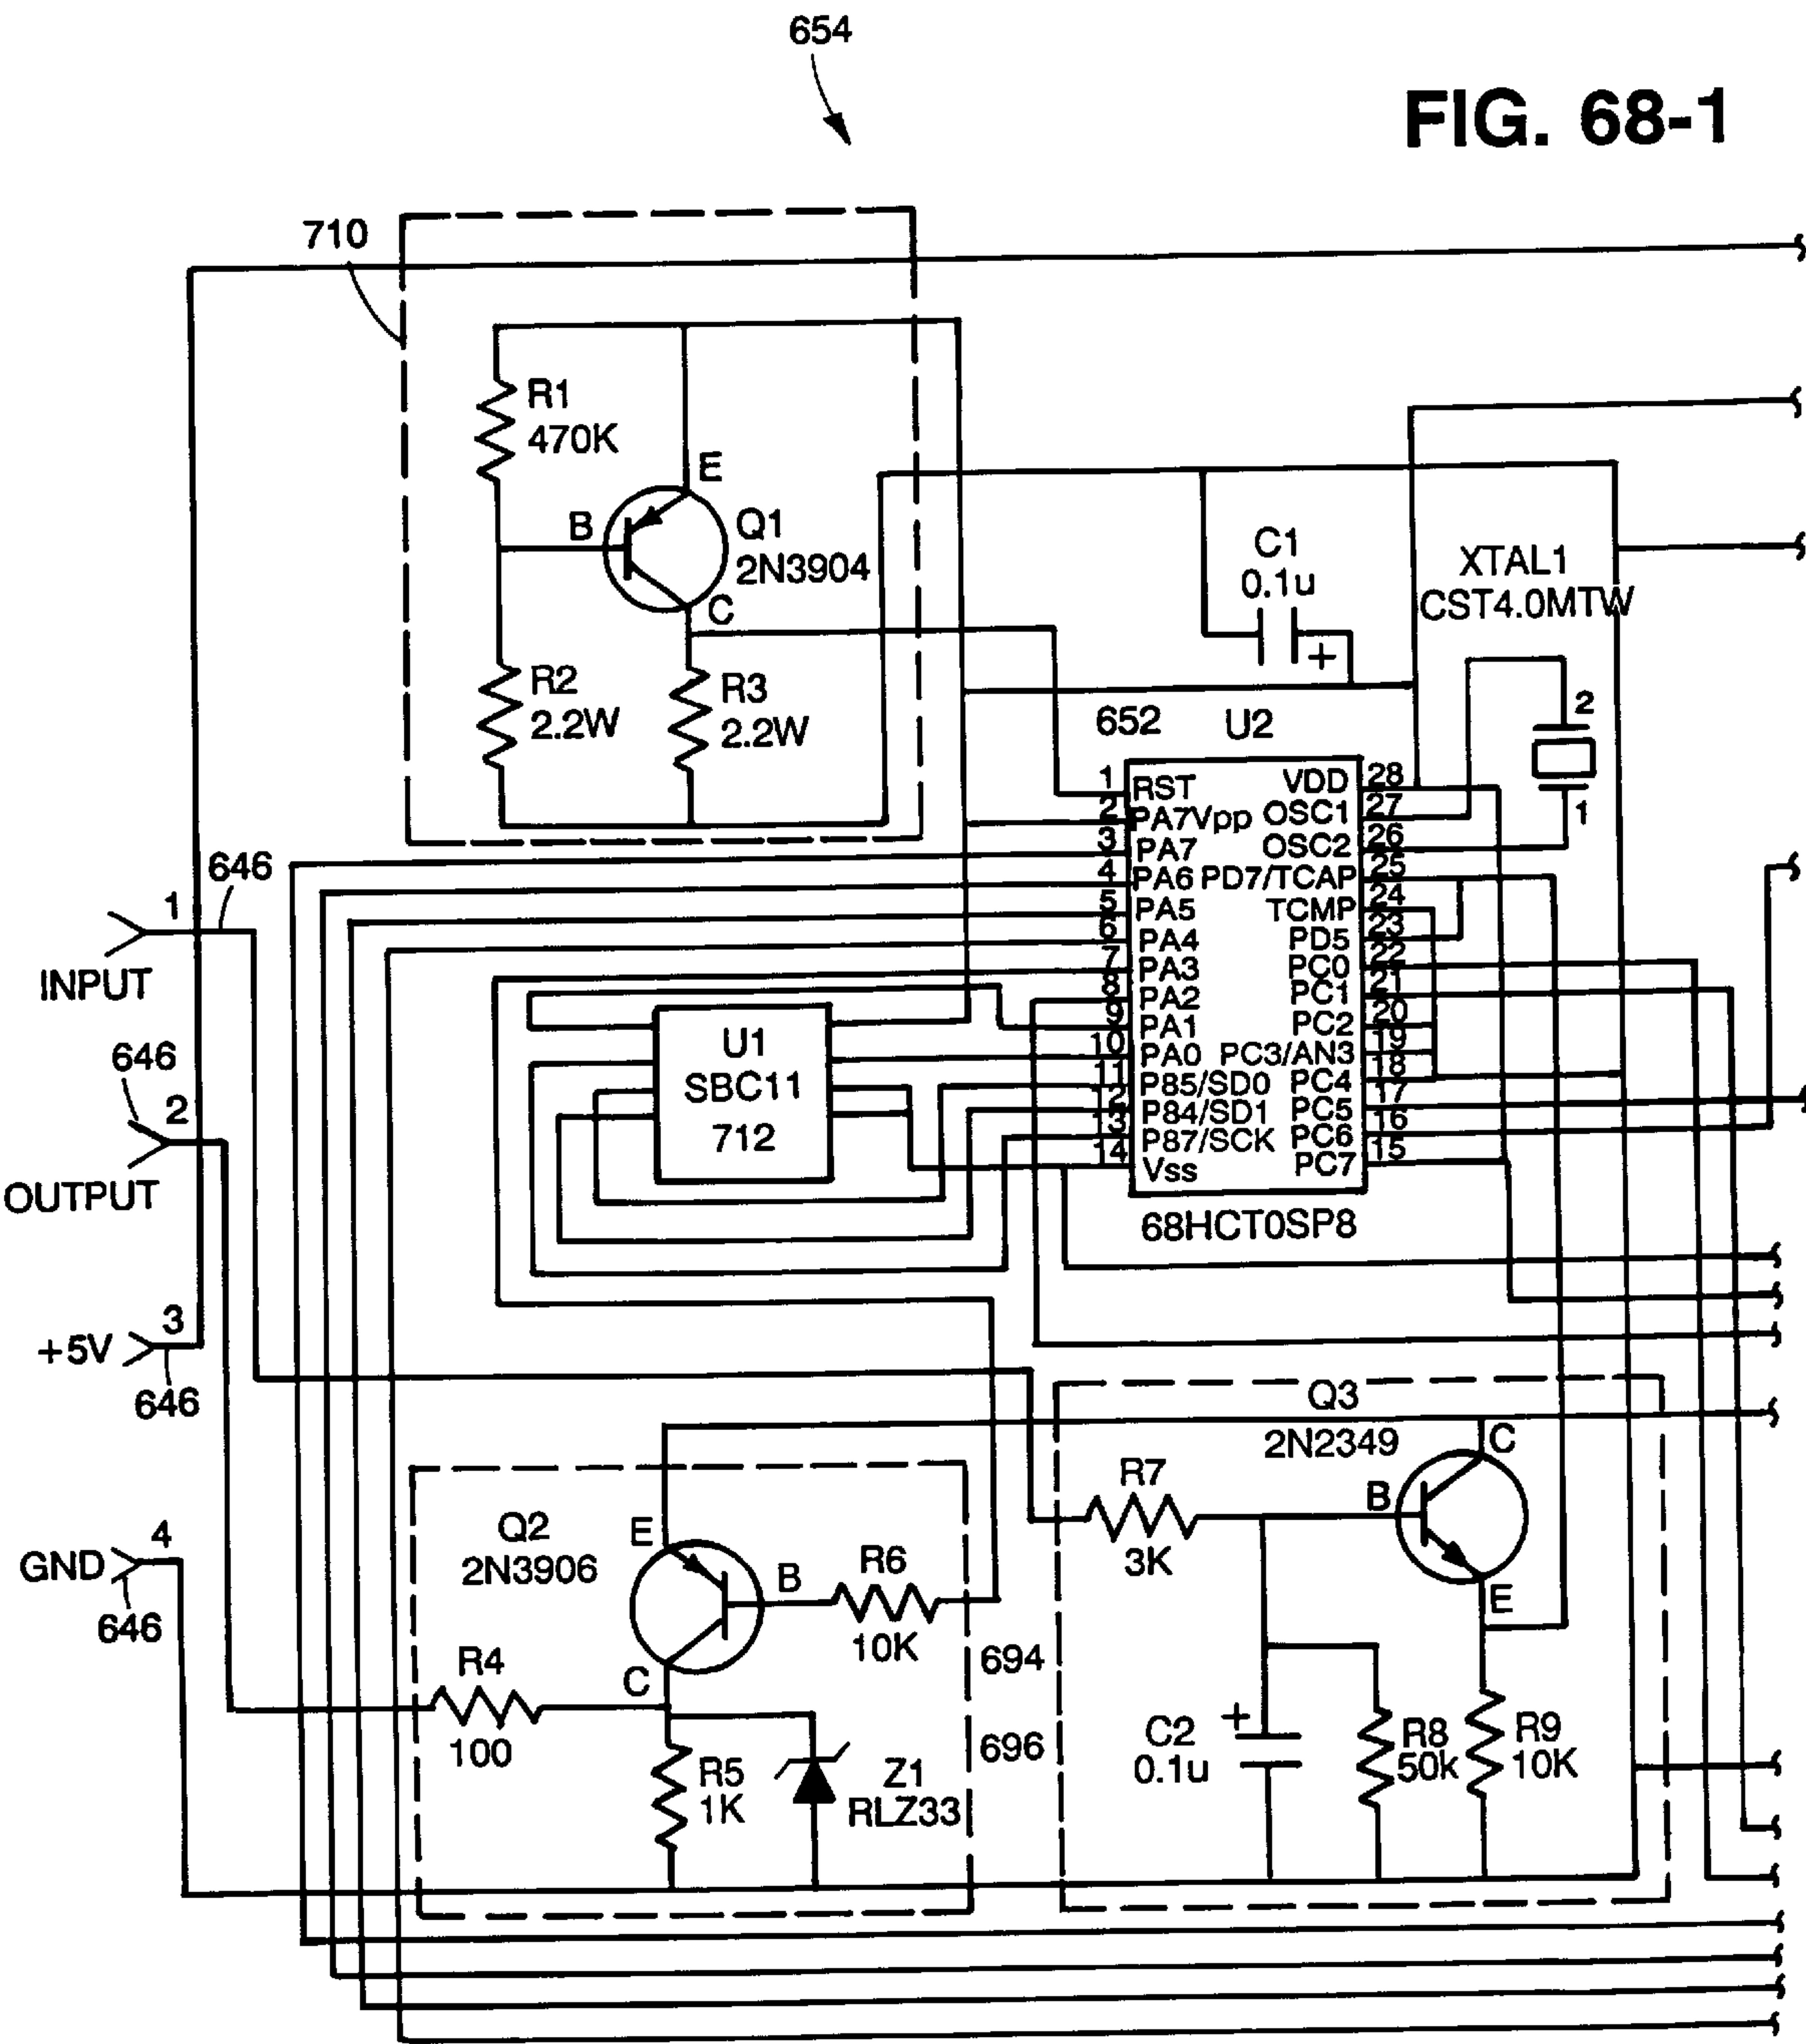 654
FIG. 68-1
710
R1
470K
E
B
Q1
2N3904
C
C1
0.1u
+
XTAL1
CST4.0MTW
R2
2.2W
R3
2.2W
652
U2
2
1
1 RST VDD 28
2 PA7Vpp OSC1 27
3 PA7 OSC2 26
4 PA6 PD7/TCAP 25
5 PA5 TCMP 24
6 PA4 PD5 23
7 PA3 PC0 22
8 PA2 PC1 21
9 PA1 PC2 20
10 PA0 PC3/AN3 19
11 P85/SD0 PC4 18
12 P84/SD1 PC5 17
13 P87/SCK PC6 16
14 Vss PC7 15
68HCT0SP8
U1
SBC11
712
646
1
INPUT
646
2
OUTPUT
3
+5V
646
4
GND
646
Q3
2N2349
C
B
E
R7
3K
Q2
2N3906
E
B
C
R6
10K
694
R4
100
696
R5
1K
Z1
RLZ33
C2
0.1u
+
R8
50k
R9
10K